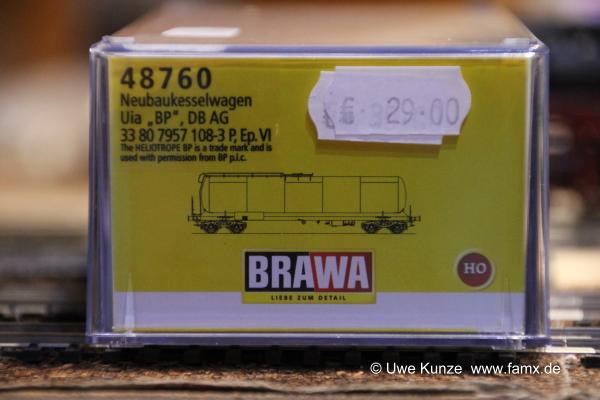 48760
Neubaukesselwagen
Uia „BP“, DB AG
33 80 7957 108-3 P, Ep. VI
The HELIOTROPE BP is a trade mark and is
used with permission from BP p.l.c.
29.00
BRAWA
LIEBE ZUM DETAIL
HO
© Uwe Kunze www.famx.de